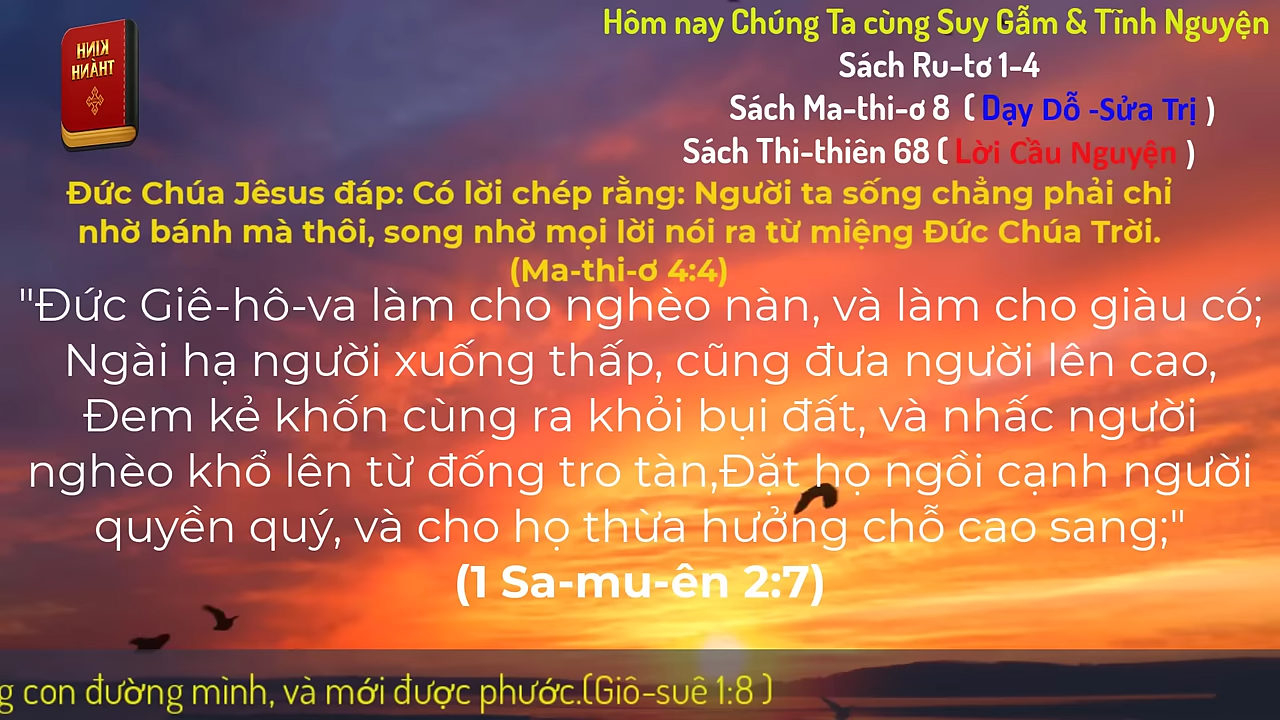 KINH
THÁNH
Hôm nay Chúng Ta cùng Suy Gẫm & Tĩnh Nguyện
Sách Ru-tơ 1-4
Sách Ma-thi-ơ 8 ( Dạy Dỗ -Sửa Trị )
Sách Thi-thiên 68 ( Lời Cầu Nguyện )
Đức Chúa Jêsus đáp: Có lời chép rằng: Người ta sống chẳng phải chỉ
nhờ bánh mà thôi, song nhờ mọi lời nói ra từ miệng Đức Chúa Trời.
(Ma-thi-ơ 4:4)
"Đức Giê-hô-va làm cho nghèo nàn, và làm cho giàu có;
Ngài hạ người xuống thấp, cũng đưa người lên cao,
Đem kẻ khốn cùng ra khỏi bụi đất, và nhấc người
nghèo khổ lên từ đống tro tàn,Đặt họ ngồi cạnh người
quyền quý, và cho họ thừa hưởng chỗ cao sang;"
(1 Sa-mu-ên 2:7)
con đường mình, và mới được phước.(Giô-suê 1:8 )